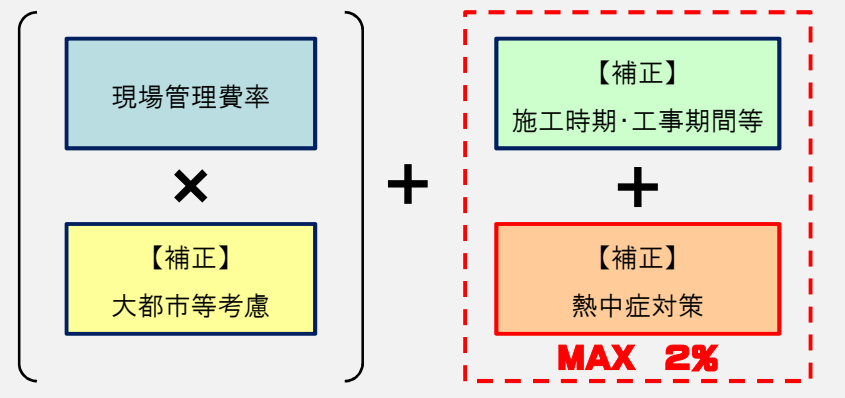 現場管理費率
×
【補正】
大都市等考慮
+
【補正】
施工時期・工事期間等
+
【補正】
熱中症対策
MAX 2%